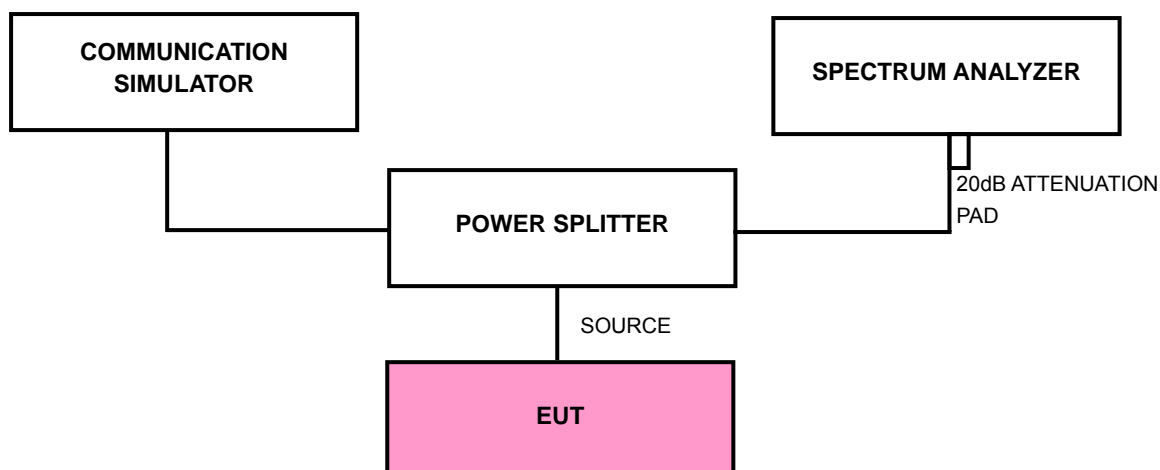 COMMUNICATION
SIMULATOR
SPECTRUM ANALYZER
20dB ATTENUATION
PAD
POWER SPLITTER
SOURCE
EUT